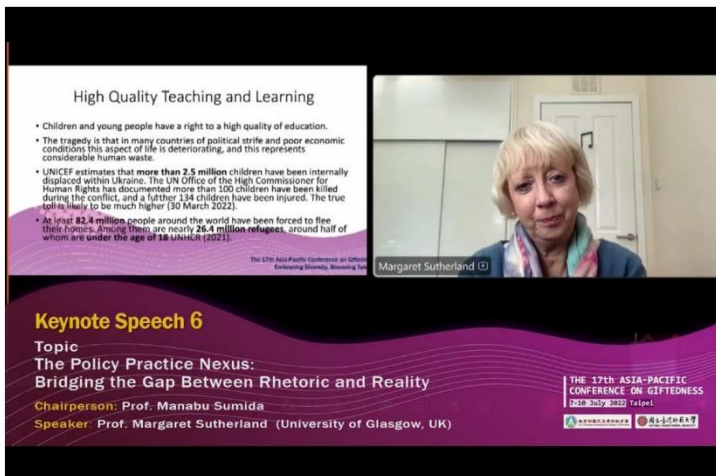 High Quality Teaching and Learning
• Children and young people have a right to a high quality of education.
• The tragedy is that in many countries of political strife and poor economic
conditions this aspect of life is deteriorating, and this represents
considerable human waste.
• UNICEF estimates that more than 2.5 million children have been internally
displaced within Ukraine. The UN Office of the High Commissioner for
Human Rights has documented more than 100 children have been killed
during the conflict, and a futther 134 children have been injured. The true
toll is likely to be much higher (30 March 2022).
• At least 82.4 million people around the world have been forced to flee
their homes. Among them are nearly 26.4 million refugees, around half of
whom are under the age of 18 UNHCR (2021).
The 17th Asia-Pacific Conference on Gifted
Embracing Diversity, Blooming Tale
Margaret Sutherland
Keynote Speech 6
Topic
The Policy Practice Nexus:
Bridging the Gap Between Rhetoric and Reality
Chairperson: Prof. Manabu Sumida
Speaker: Prof. Margaret Sutherland (University of Glasgow, UK)
THE 17th ASIA-PACIFIC
CONFERENCE ON GIFTEDNESS
7-10 July 2022 Taipei